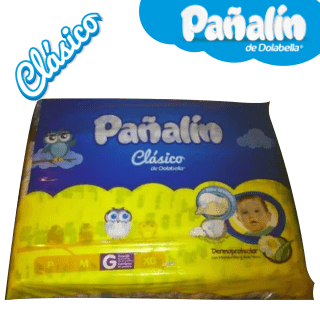 Clásico
Pañalín
de Dolabella®
Pañalín
Clásico
de Dolabella®
P
M
G
XG
Dermoprotector